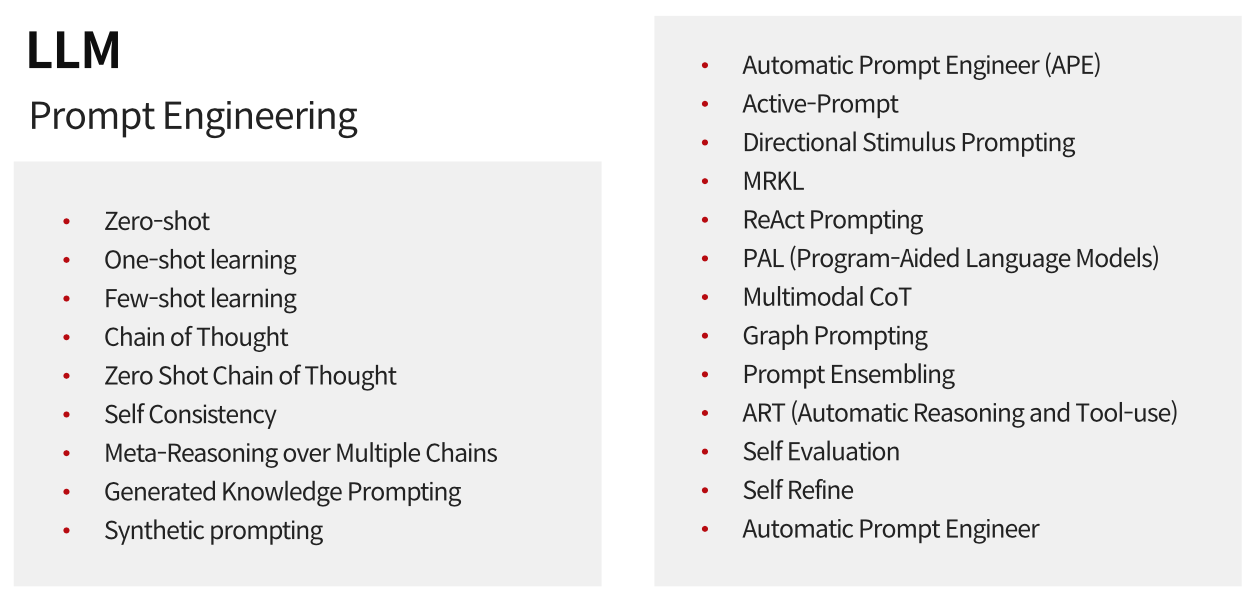 LLM
Prompt Engineering
Zero-shot
One-shot learning
Few-shot learning
Chain of Thought
Zero Shot Chain of Thought
Self Consistency
Meta-Reasoning over Multiple Chains
Generated Knowledge Prompting
Synthetic prompting
Automatic Prompt Engineer (APE)
Active-Prompt
Directional Stimulus Prompting
MRKL
ReAct Prompting
PAL (Program-Aided Language Models)
Multimodal CoT
Graph Prompting
Prompt Ensembling
ART (Automatic Reasoning and Tool-use)
Self Evaluation
Self Refine
Automatic Prompt Engineer